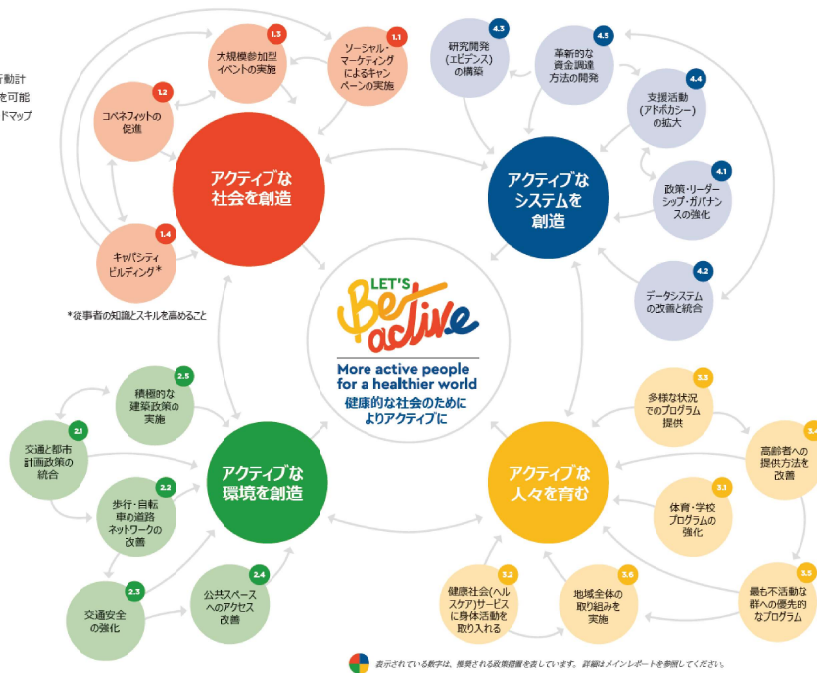 動計
を可能
ドマップ
1.1
ソーシャル・
マーケティング
によるキャン
ペーンの実施
1.3
大規模参加型
イベントの実施
1.2
コベネフィットの
促進
1.4
キャパシティ
ビルディング*
*従事者の知識とスキルを高めること
アクティブな
社会を創造
4.3
研究開発
(エビデンス)
の構築
4.5
革新的な
資金調達
方法の開発
4.4
支援活動
(アドボカシー)
の拡大
4.1
政策・リーダー
シップ・ガバナン
スの強化
4.2
データシステム
の改善と統合
アクティブな
システムを
創造
LET'S
Be
active
More active people
for a healthier world
健康的な社会のために
よりアクティブに
2.5
積極的な
建築政策の
実施
2.1
交通と都市
計画政策の
統合
2.2
歩行・自転
車の道路
ネットワークの
改善
2.3
交通安全
の強化
2.4
公共スペース
へのアクセス
改善
アクティブな
環境を創造
アクティブな
人々を育む
3.3
多様な状況
でのプログラム
提供
3.4
高齢者への
提供方法を
改善
3.1
体育・学校
プログラムの
強化
3.5
最も不活動な
群への優先的
なプログラム
3.6
地域全体の
取り組みを
実施
3.2
健康社会(ヘル
スケア)サービス
に身体活動を
取り入れる
表示されている数字は、推奨される政策措置を表しています。 詳細はメインレポートを参照してください。